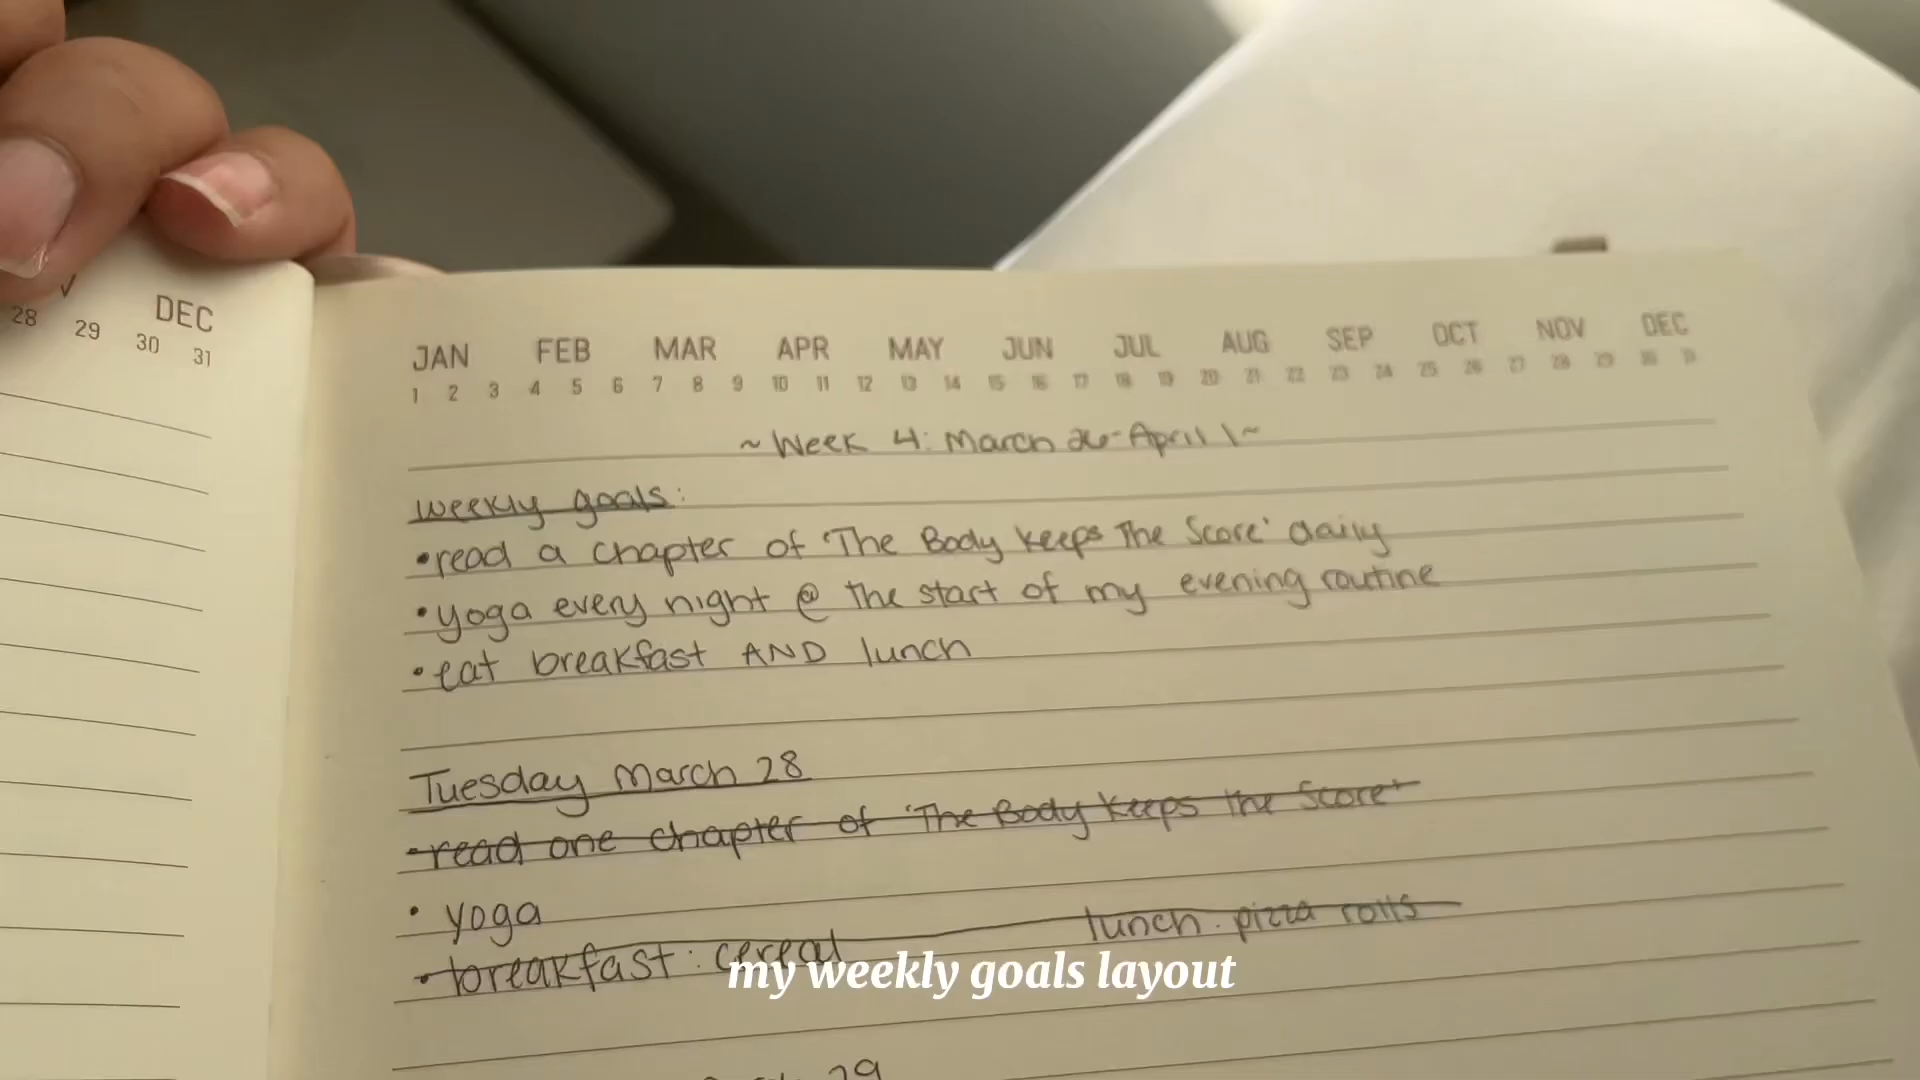 DEC
28 29 30 31
JAN FEB MAR APR MAY JUN JUL AUG SEP OCT NOV DEC
1 2 3 4 5 6 7 8 9 10 11 12 13 14 15 16 17 18 19 20 21 22 23 24 25 26 27 28 29 30 31
~Week 4: March 26-April 1~
weekly goals:
•read a chapter of 'The Body keeps The Score' daily
•yoga every night @ the start of my evening routine
•eat breakfast AND lunch
Tuesday March 28
•read one chapter of 'The Body Keeps the Score'
• yoga
•breakfast: cereal lunch: pizza rolls
my weekly goals layout
29